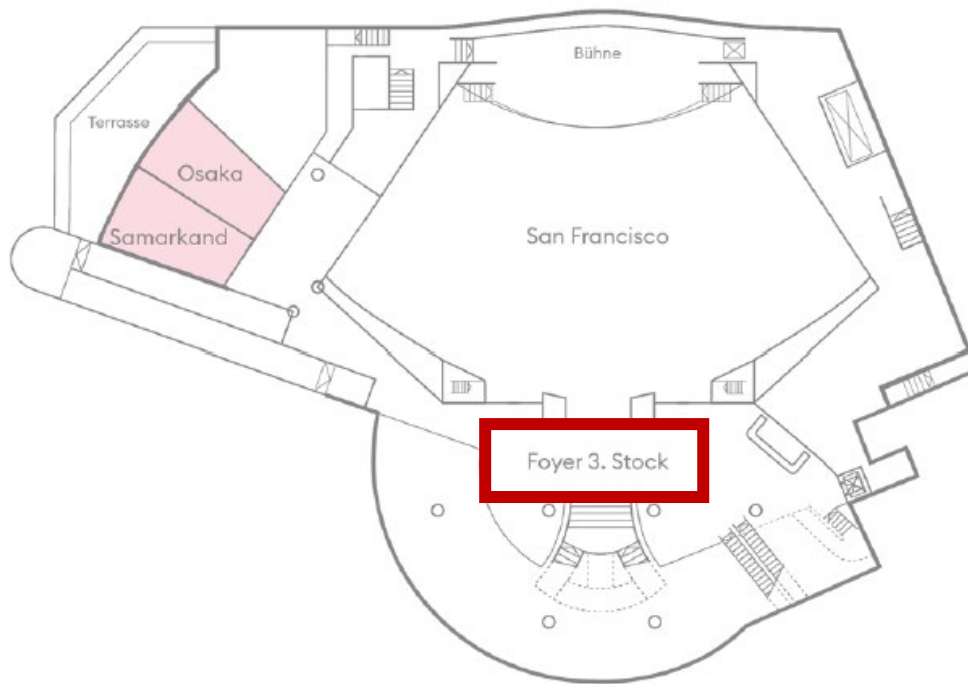 Bühne
Terrasse
Osaka
Samarkand
San Francisco
Foyer 3. Stock